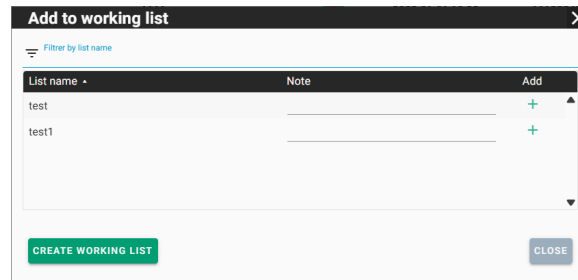 Add to working list
Filtrer by list name
List name Note Add
test
test1
CREATE WORKING LIST CLOSE